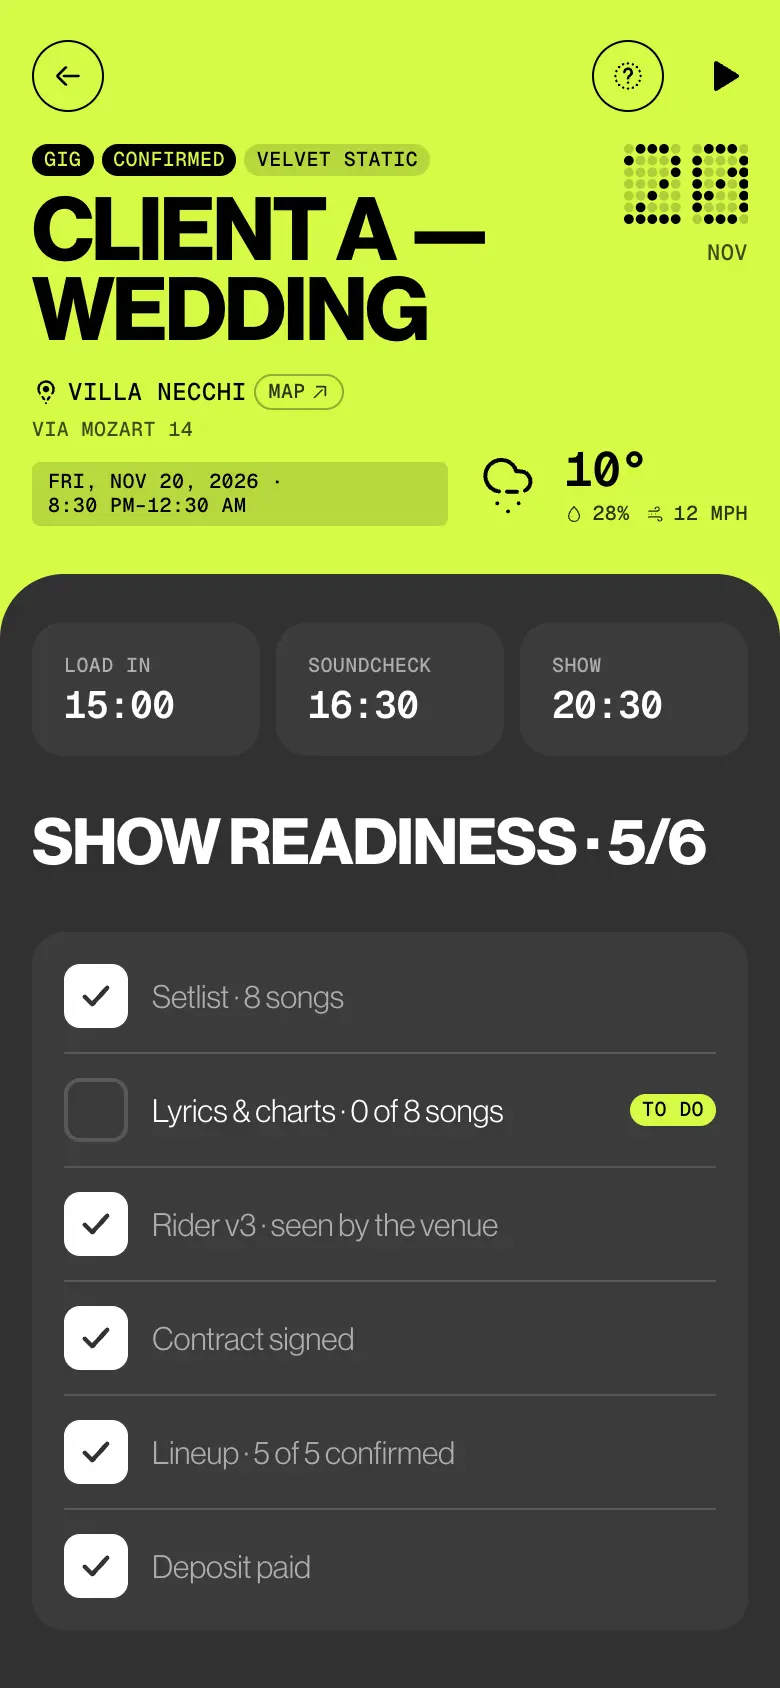 ?
GIG CONFIRMED VELVET STATIC
20
NOV
CLIENT A —
WEDDING
VILLA NECCHI MAP ↗
VIA MOZART 14
FRI, NOV 20, 2026 ·
8:30 PM–12:30 AM
10°
28% 12 MPH
LOAD IN
15:00
SOUNDCHECK
16:30
SHOW
20:30
SHOW READINESS · 5/6
Setlist · 8 songs
Lyrics & charts · 0 of 8 songs TO DO
Rider v3 · seen by the venue
Contract signed
Lineup · 5 of 5 confirmed
Deposit paid